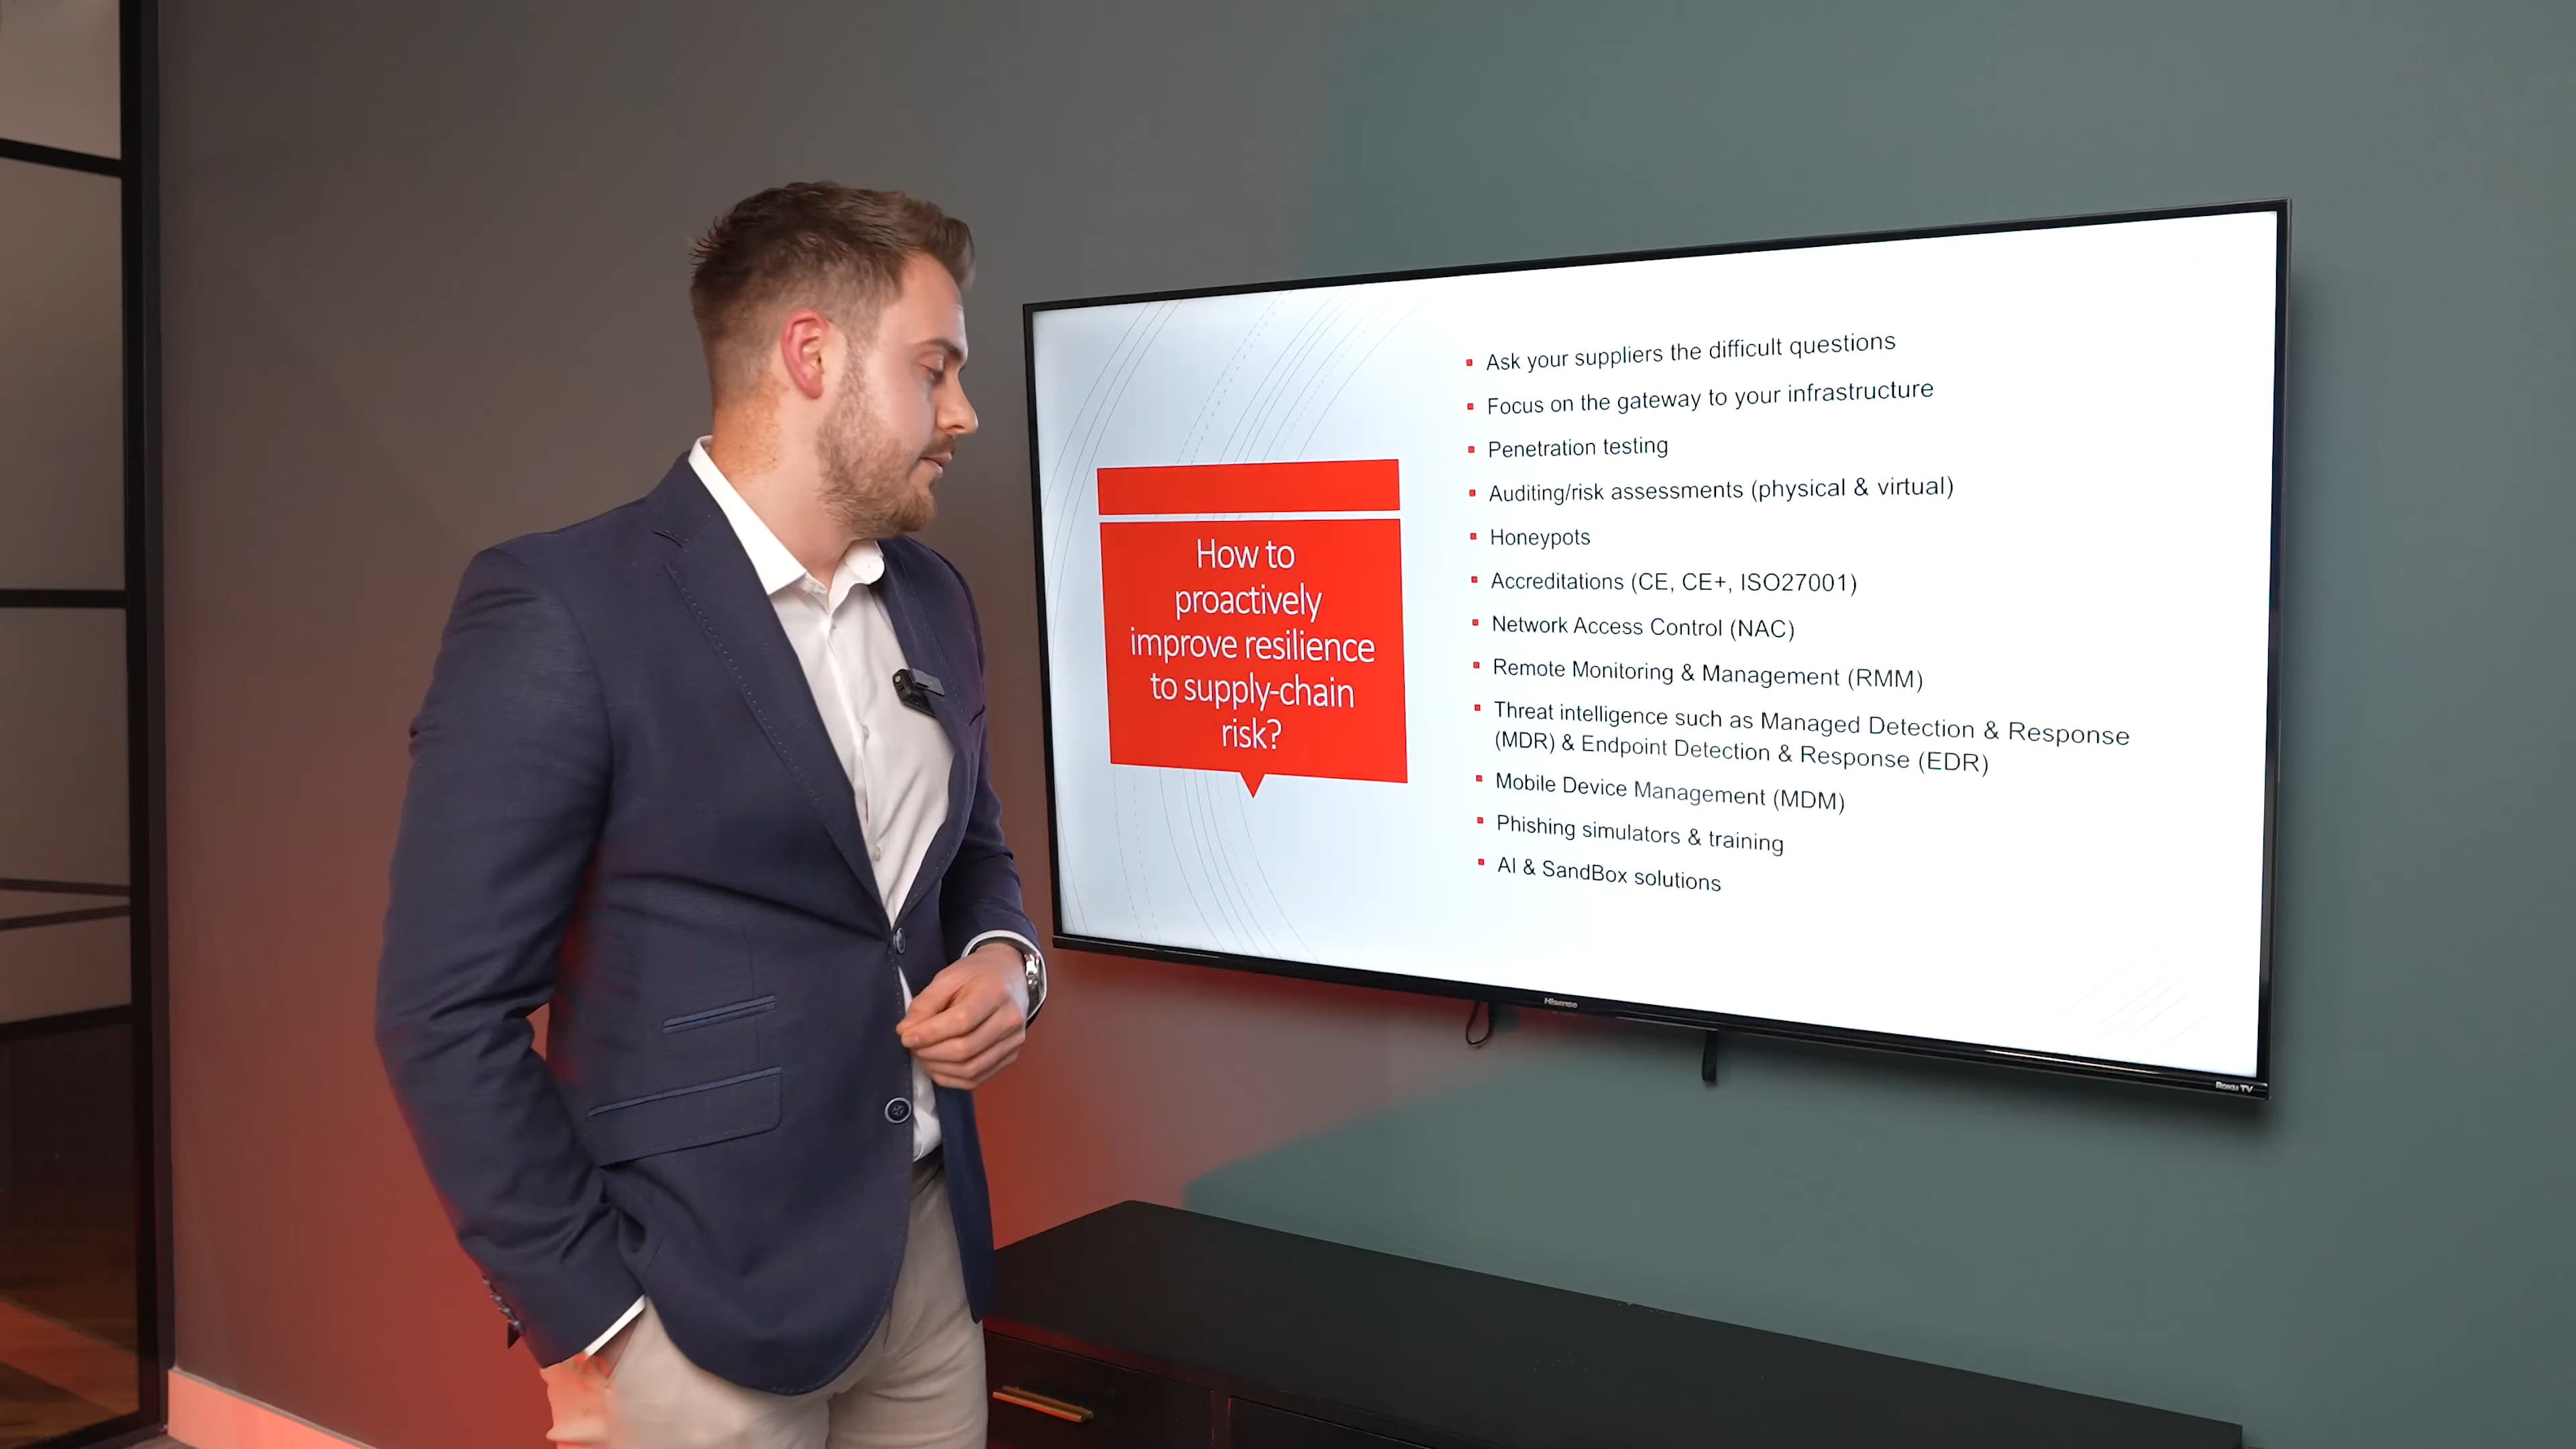 How to
proactively
improve resilience
to supply-chain
risk?
Ask your suppliers the difficult questions
Focus on the gateway to your infrastructure
Penetration testing
Auditing/risk assessments (physical & virtual)
Honeypots
Accreditations (CE, CE+, ISO27001)
Network Access Control (NAC)
Remote Monitoring & Management (RMM)
Threat intelligence such as Managed Detection & Response
(MDR) & Endpoint Detection & Response (EDR)
Mobile Device Management (MDM)
Phishing simulators & training
AI & SandBox solutions
Hisense
Roku TV